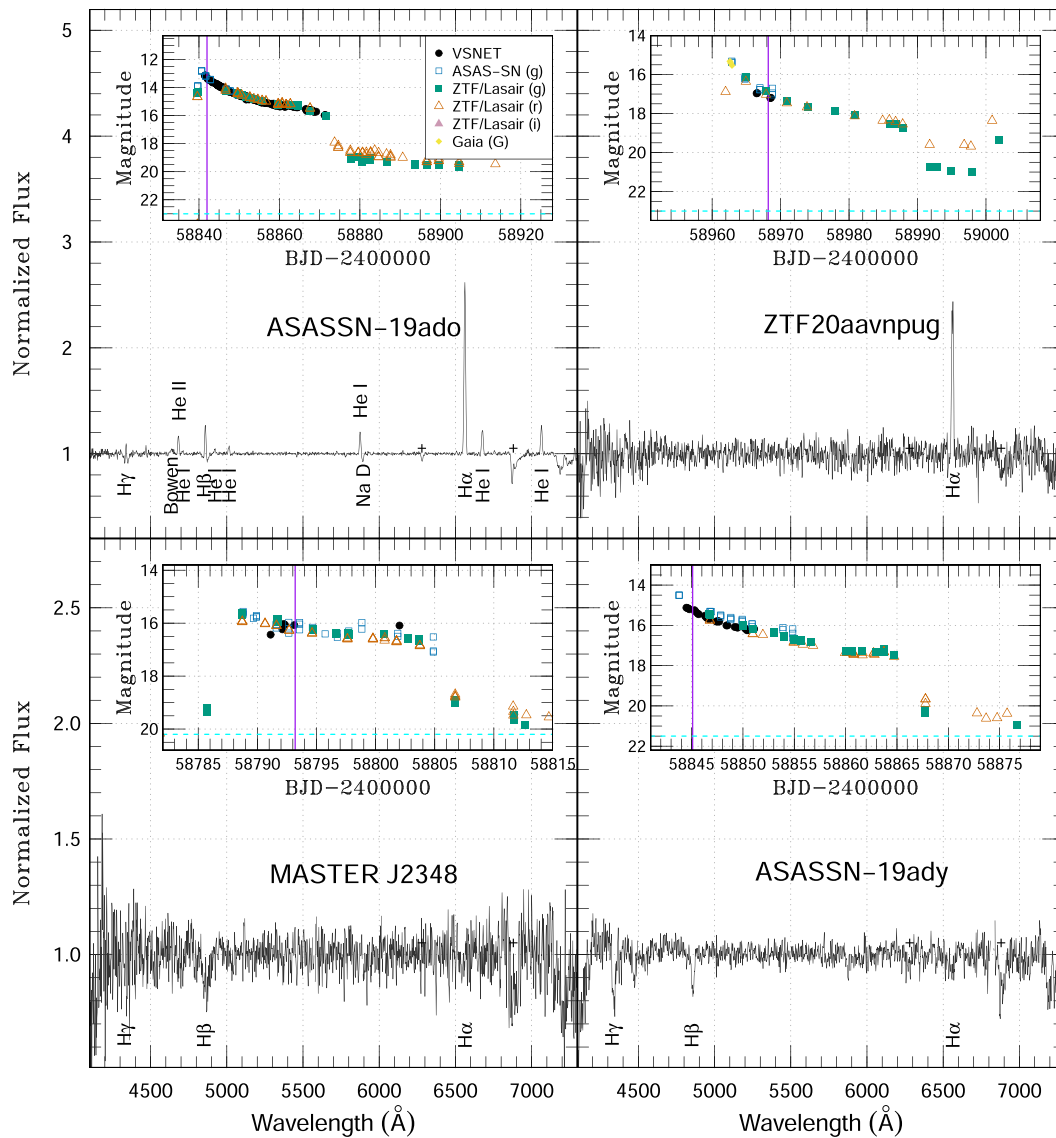 5
4
3
2
1
Normalized Flux
10
12
14
16
18
20
22
Magnitude
VSNET
ASAS-SN (g)
ZTF/Lasair (g)
ZTF/Lasair (r)
ZTF/Lasair (i)
Gaia (G)
58840 58860 58880 58900 58920
BJD-2400000
ASASSN-19ado
Hγ
Bowen
He II
He I
Hβ
He I
He I
He I
Na D
Hα
He I
He I
+ +
14
16
18
20
22
Magnitude
58960 58970 58980 58990 59000
BJD-2400000
ZTF20aavnpug
Hα
+
2.5
2.0
1.5
1.0
Normalized Flux
14
16
18
20
Magnitude
58785 58790 58795 58800 58805 58810 58815
BJD-2400000
MASTER J2348
+ +
Hγ Hβ Hα
14
16
18
20
22
Magnitude
58845 58850 58855 58860 58865 58870 58875
BJD-2400000
ASASSN-19ady
+ +
Hγ Hβ Hα
4500 5000 5500 6000 6500 7000
4500 5000 5500 6000 6500 7000
Wavelength (Å)
Wavelength (Å)